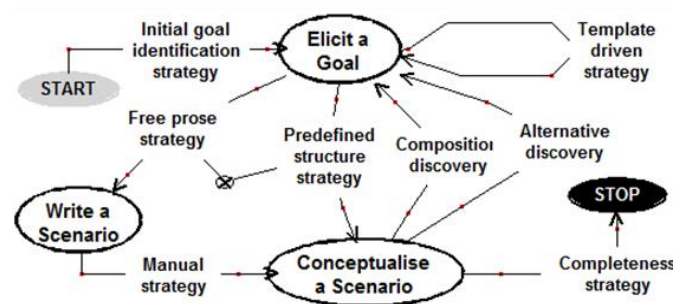 Initial goal
identification
strategy
Elicit a
Goal
Template
driven
strategy
START
Free prose
strategy
Predefined
structure
strategy
Composition
discovery
Alternative
discovery
STOP
Write a
Scenario
Manual
strategy
Conceptualise
a Scenario
Completeness
strategy